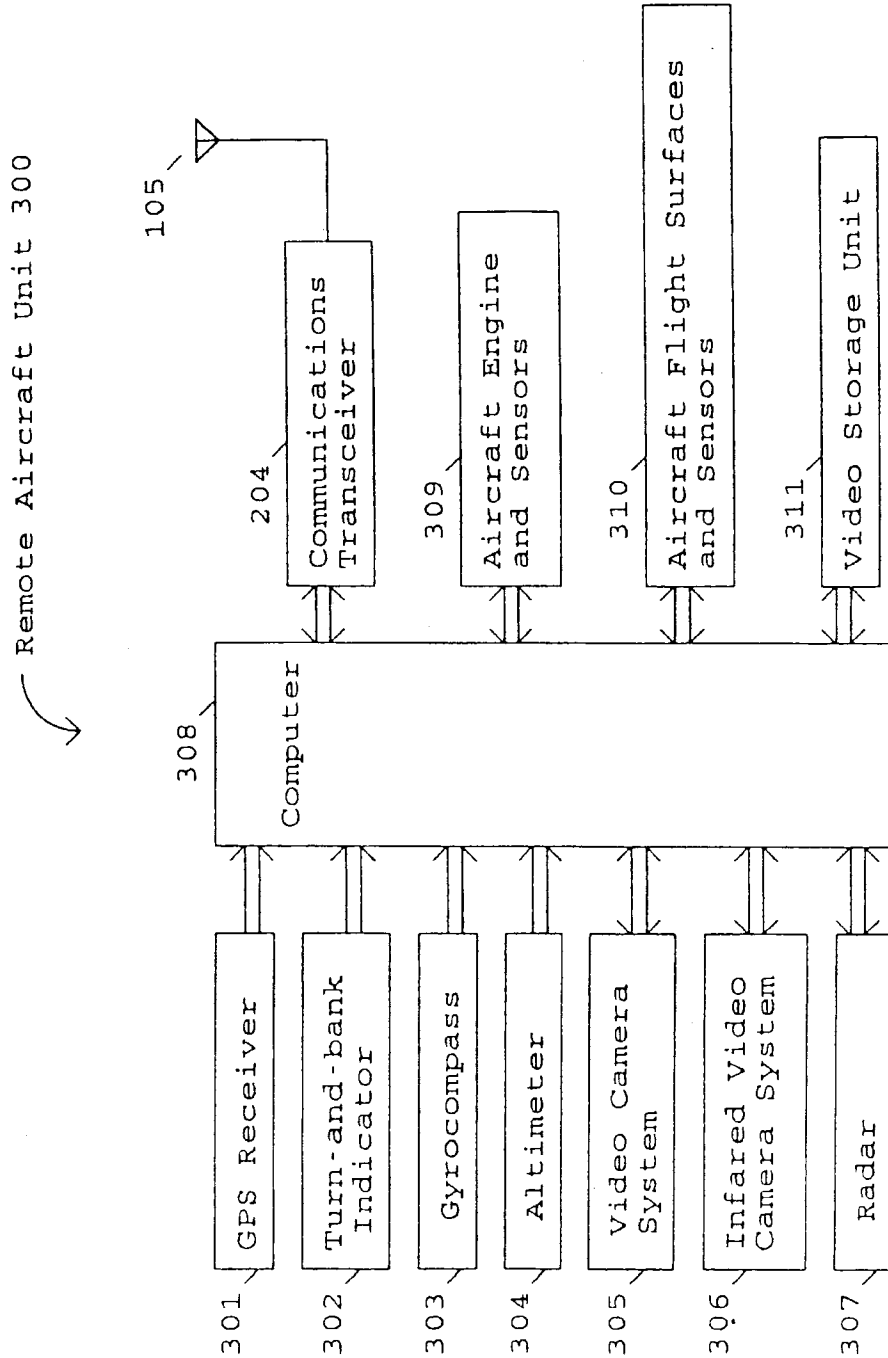 Remote Aircraft Unit 300
301
GPS Receiver
302
Turn-and-bank
Indicator
303
Gyrocompass
304
Altimeter
305
Video Camera
System
306
Infared Video
Camera System
307
Radar
308
Computer
105
204
Communications
Transceiver
309
Aircraft Engine
and Sensors
310
Aircraft Flight Surfaces
and Sensors
311
Video Storage Unit